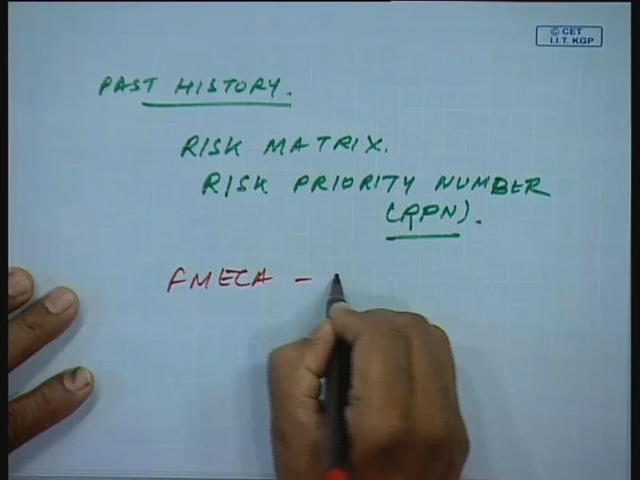 © CET
I.I.T. KGP
PAST HISTORY.
RISK MATRIX.
RISK PRIORITY NUMBER
(RPN).
FMECA -